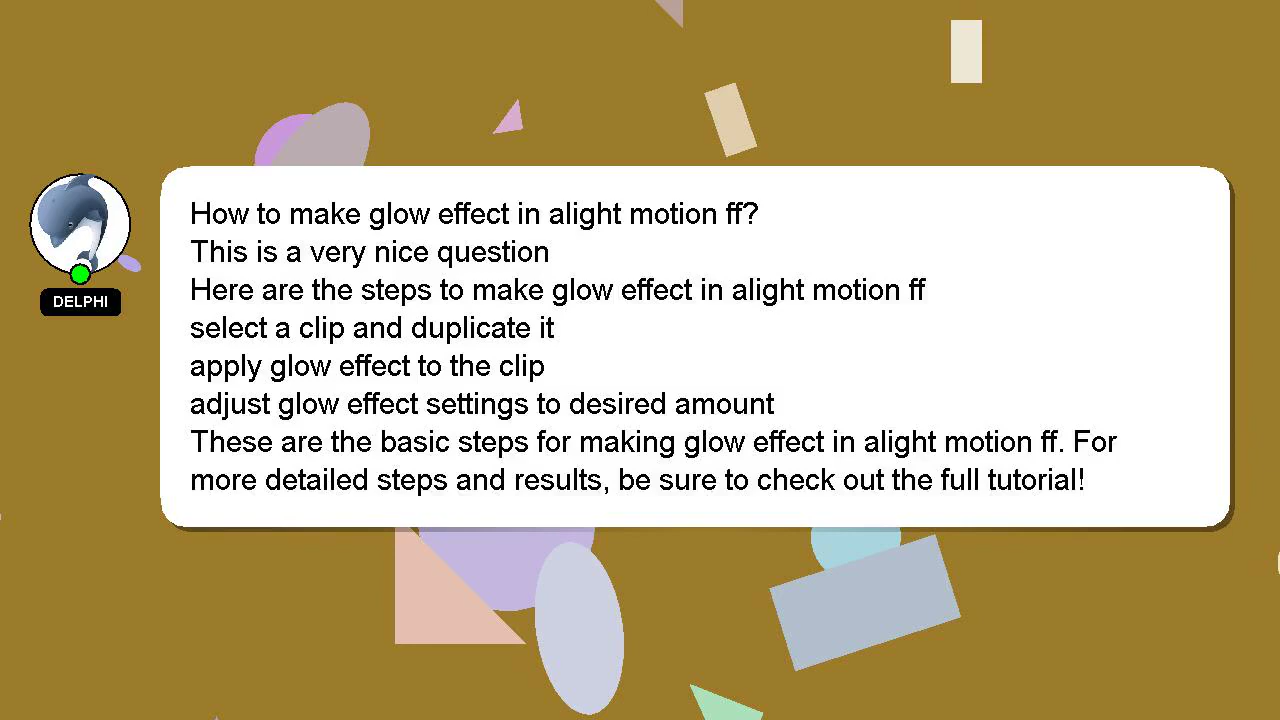 How to make glow effect in alight motion ff?
This is a very nice question
Here are the steps to make glow effect in alight motion ff
select a clip and duplicate it
apply glow effect to the clip
adjust glow effect settings to desired amount
These are the basic steps for making glow effect in alight motion ff. For
more detailed steps and results, be sure to check out the full tutorial!
DELPHI